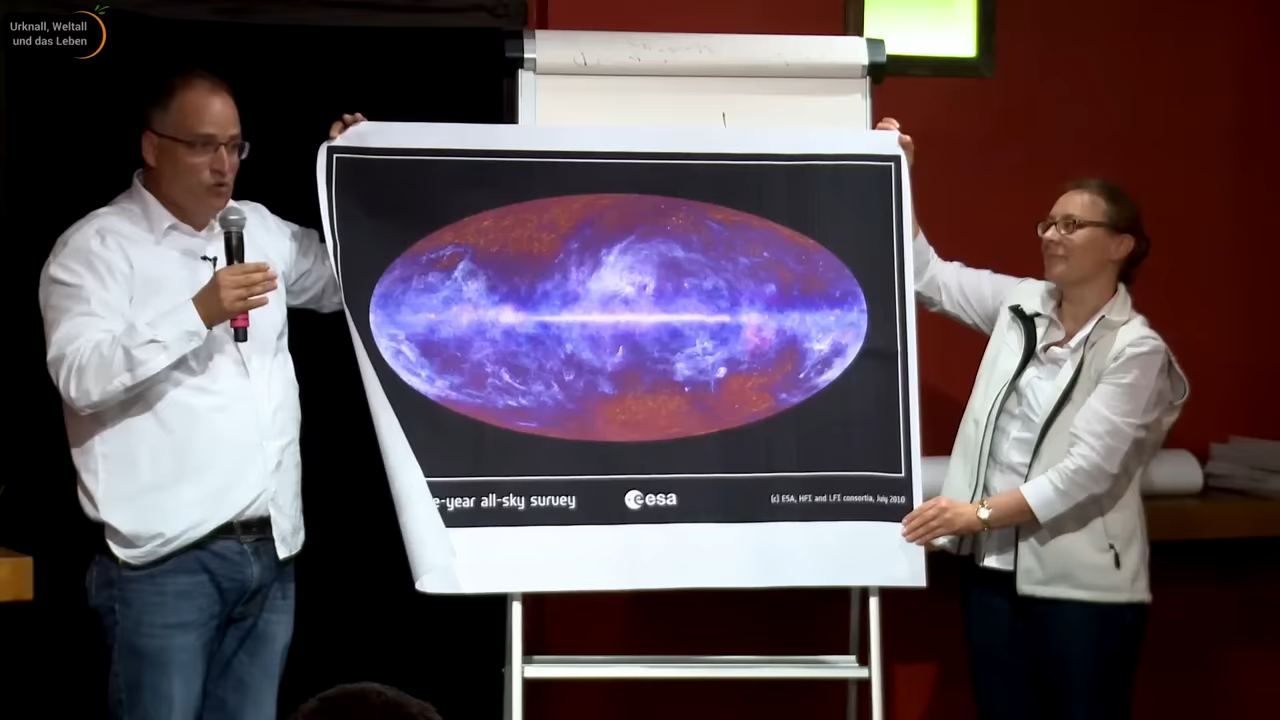 Urknall, Weltall
und das Leben
e-year all-sky survey
esa
(c) ESA, HFI and LFI consortia, July 2010